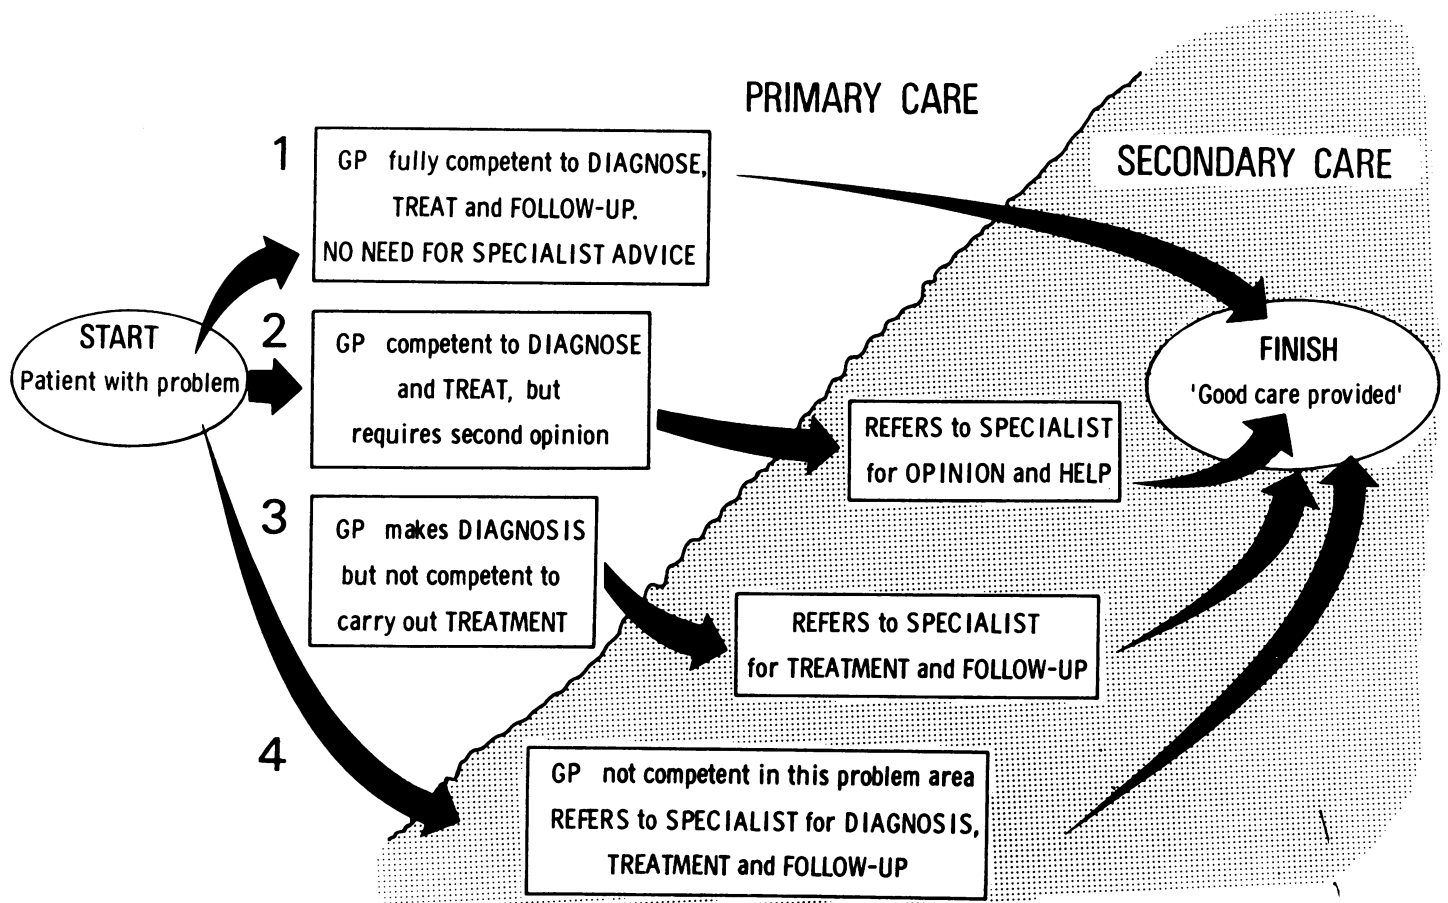 PRIMARY CARE
SECONDARY CARE
START
Patient with problem
1
GP fully competent to DIAGNOSE,
TREAT and FOLLOW-UP.
NO NEED FOR SPECIALIST ADVICE
2
GP competent to DIAGNOSE
and TREAT, but
requires second opinion
REFERS to SPECIALIST
for OPINION and HELP
3
GP makes DIAGNOSIS
but not competent to
carry out TREATMENT
REFERS to SPECIALIST
for TREATMENT and FOLLOW-UP
4
GP not competent in this problem area
REFERS to SPECIALIST for DIAGNOSIS,
TREATMENT and FOLLOW-UP
FINISH
'Good care provided'